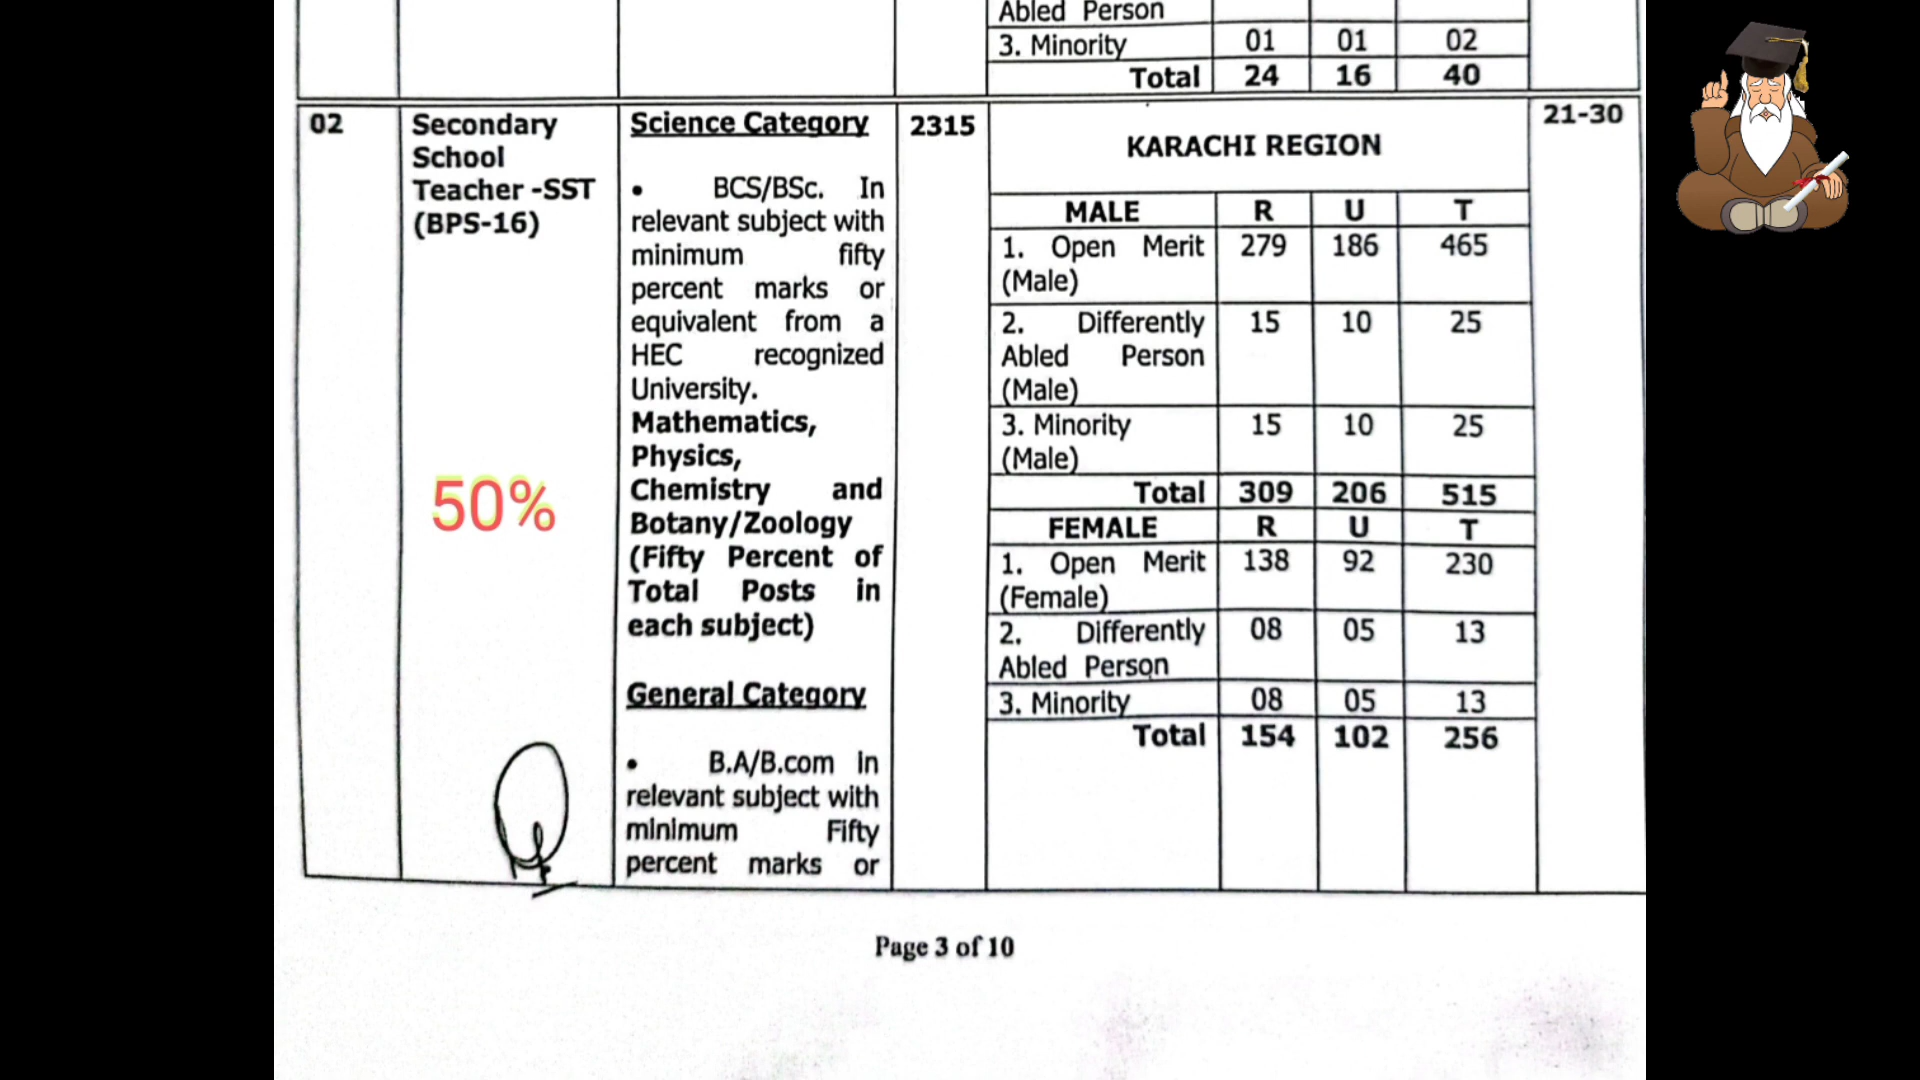 Abled Person
3. Minority 01 01 02
Total 24 16 40
02
Secondary
School
Teacher -SST
(BPS-16)
50%
Science Category
• BCS/BSc. In
relevant subject with
minimum fifty
percent marks or
equivalent from a
HEC recognized
University.
Mathematics,
Physics,
Chemistry and
Botany/Zoology
(Fifty Percent of
Total Posts in
each subject)
General Category
• B.A/B.com In
relevant subject with
minimum Fifty
percent marks or
2315
KARACHI REGION
MALE R U T
1. Open Merit 279 186 465
(Male)
2. Differently 15 10 25
Abled Person
(Male)
3. Minority 15 10 25
(Male)
Total 309 206 515
FEMALE R U T
1. Open Merit 138 92 230
(Female)
2. Differently 08 05 13
Abled Person
3. Minority 08 05 13
Total 154 102 256
21-30
Page 3 of 10